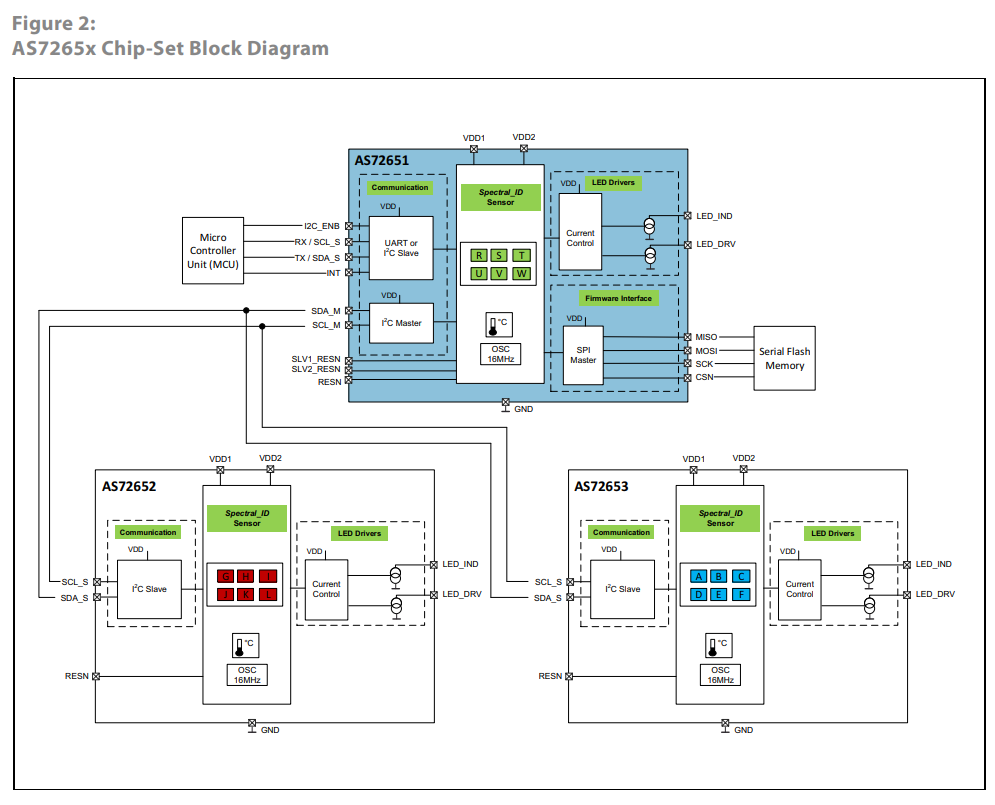 Figure 2:
AS7265x Chip-Set Block Diagram
VDD1
VDD2
AS72651
Communication
VDD
UART or
I²C Slave
VDD
I²C Master
Spectral_ID
Sensor
R S T
U V W
°C
OSC
16MHz
VDD
LED Drivers
Current
Control
LED_IND
LED_DRV
Firmware Interface
VDD
SPI
Master
MISO
MOSI
SCK
CSN
Serial Flash
Memory
Micro
Controller
Unit (MCU)
I2C_ENB
RX / SCL_S
TX / SDA_S
INT
SDA_M
SCL_M
SLV1_RESN
SLV2_RESN
RESN
GND
VDD1
VDD2
AS72652
Communication
VDD
I²C Slave
SCL_S
SDA_S
RESN
Spectral_ID
Sensor
G H I
J K L
°C
OSC
16MHz
LED Drivers
VDD
Current
Control
LED_IND
LED_DRV
GND
VDD1
VDD2
AS72653
Communication
VDD
I²C Slave
SCL_S
SDA_S
RESN
Spectral_ID
Sensor
A B C
D E F
°C
OSC
16MHz
LED Drivers
VDD
Current
Control
LED_IND
LED_DRV
GND